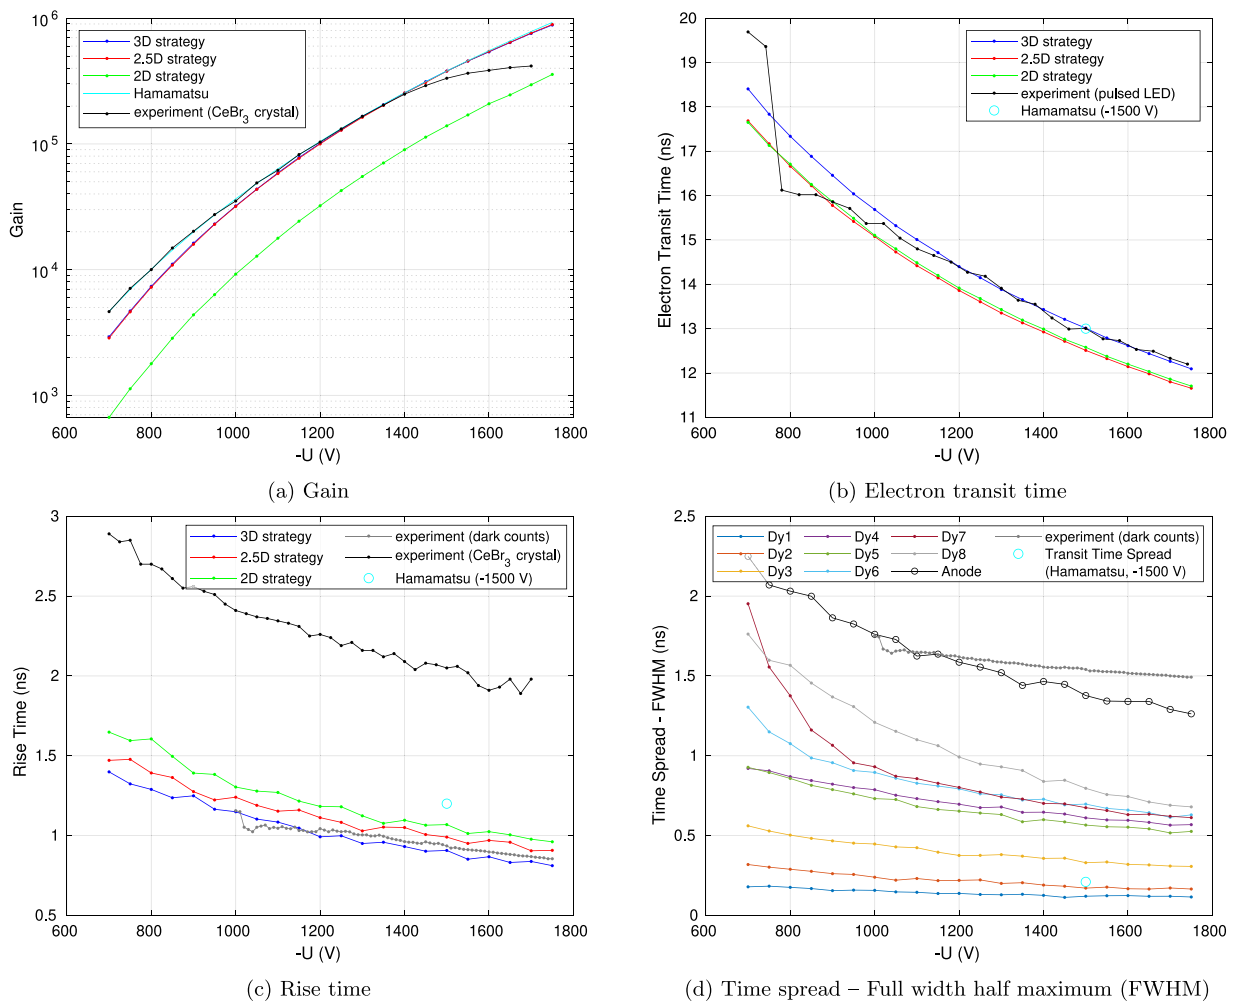 10^6
10^5
10^4
10^3
600
800
1000
1200
1400
1600
1800
Gain
-U (V)
3D strategy
2.5D strategy
2D strategy
Hamamatsu
experiment (CeBr3 crystal)
(a) Gain
20
19
18
17
16
15
14
13
12
11
600
800
1000
1200
1400
1600
1800
Electron Transit Time (ns)
-U (V)
3D strategy
2.5D strategy
2D strategy
experiment (pulsed LED)
Hamamatsu (-1500 V)
(b) Electron transit time
3
2.5
2
1.5
1
0.5
600
800
1000
1200
1400
1600
1800
Rise Time (ns)
-U (V)
3D strategy
2.5D strategy
2D strategy
experiment (dark counts)
experiment (CeBr3 crystal)
Hamamatsu (-1500 V)
(c) Rise time
2.5
2
1.5
1
0.5
0
600
800
1000
1200
1400
1600
1800
Time Spread - FWHM (ns)
-U (V)
Dy1
Dy2
Dy3
Dy4
Dy5
Dy6
Dy7
Dy8
Anode
experiment (dark counts)
Transit Time Spread
(Hamamatsu, -1500 V)
(d) Time spread – Full width half maximum (FWHM)